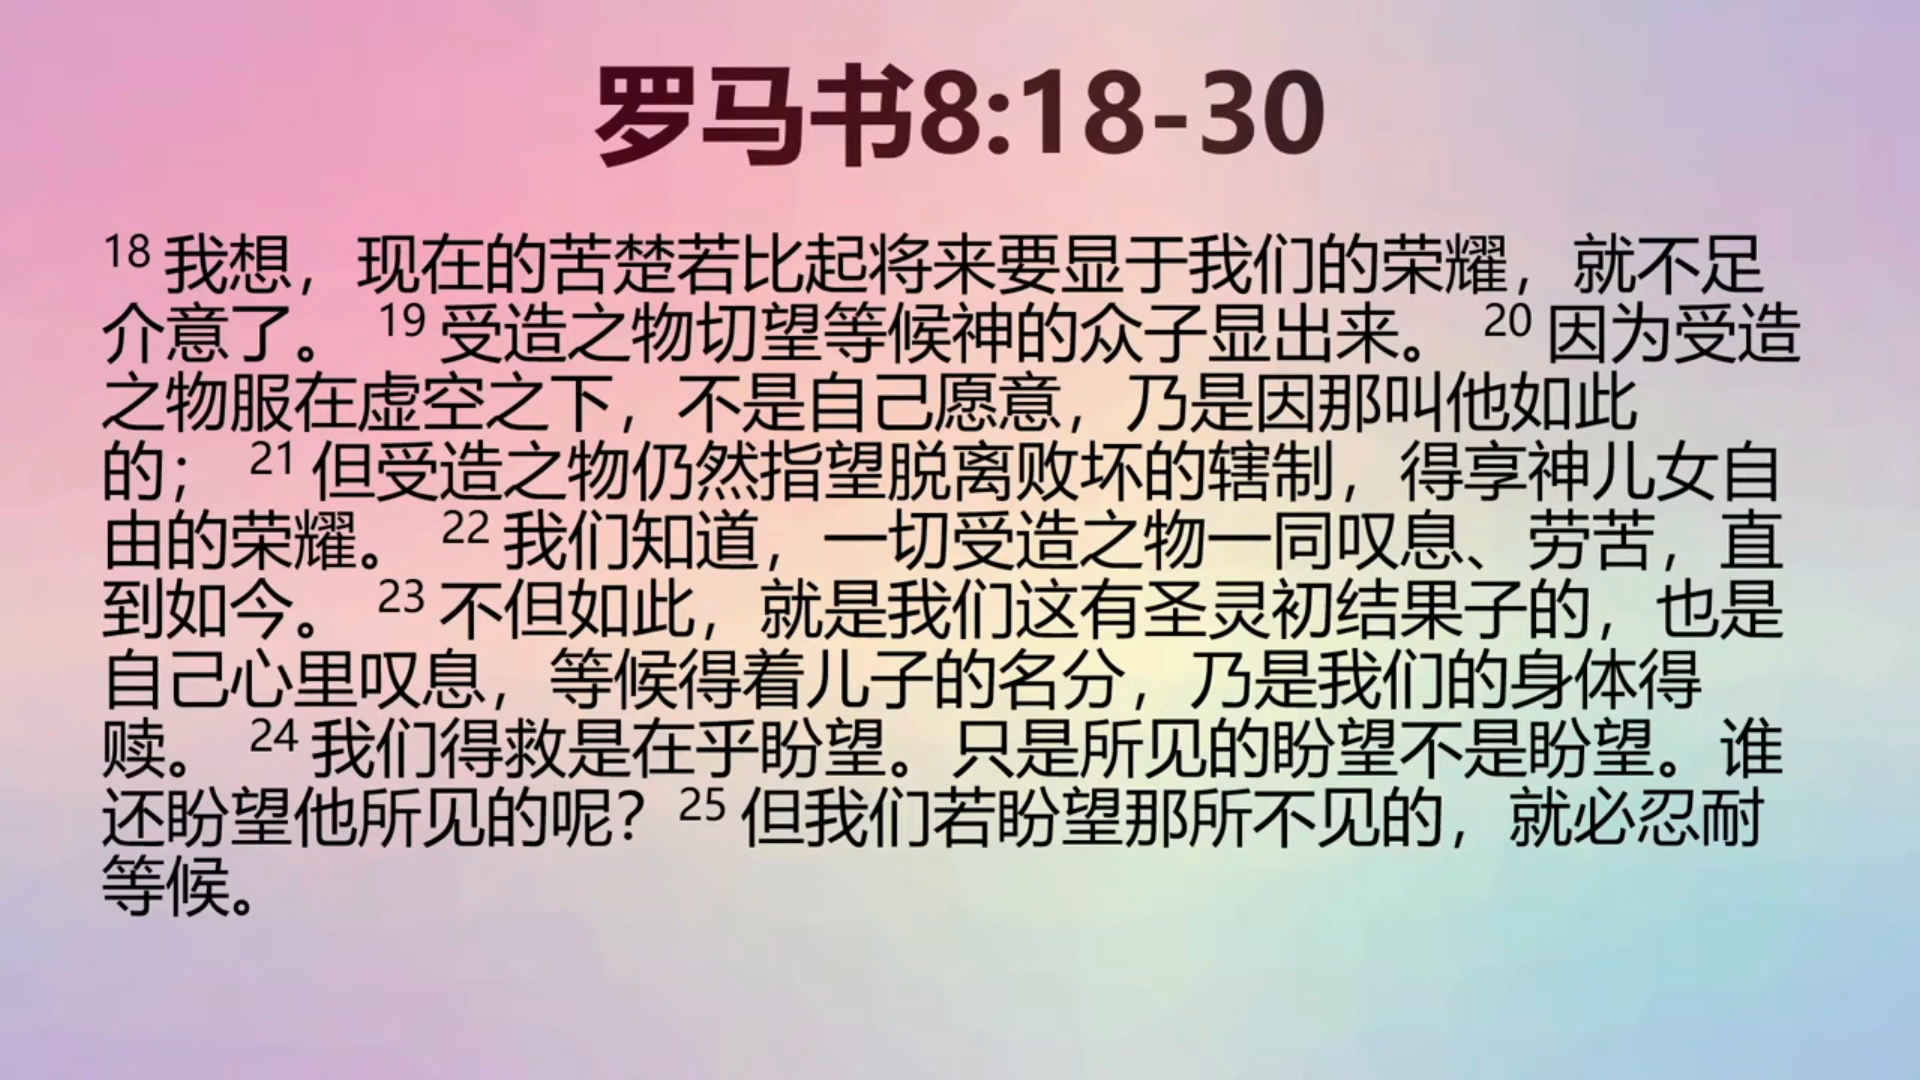 罗马书8:18-30
18 我想，现在的苦楚若比起将来要显于我们的荣耀，就不足
介意了。 19 受造之物切望等候神的众子显出来。 20 因为受造
之物服在虚空之下，不是自己愿意，乃是因那叫他如此
的； 21 但受造之物仍然指望脱离败坏的辖制，得享神儿女自
由的荣耀。 22 我们知道，一切受造之物一同叹息、劳苦，直
到如今。 23 不但如此，就是我们这有圣灵初结果子的，也是
自己心里叹息，等候得着儿子的名分，乃是我们的身体得
赎。 24 我们得救是在乎盼望。只是所见的盼望不是盼望。谁
还盼望他所见的呢？25 但我们若盼望那所不见的，就必忍耐
等候。